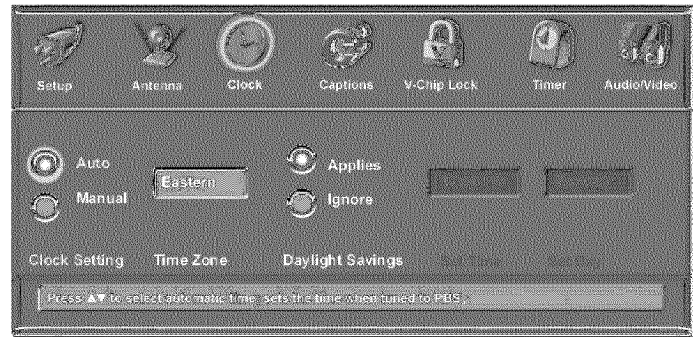 Setup Antenna Clock Captions V-Chip Lock Timer Audio/Video
Auto Applies
Eastern
Manual Ignore
Clock Setting Time Zone Daylight Savings
Press ▲▼ to select automatic time, sets the time when tuned to PBS.